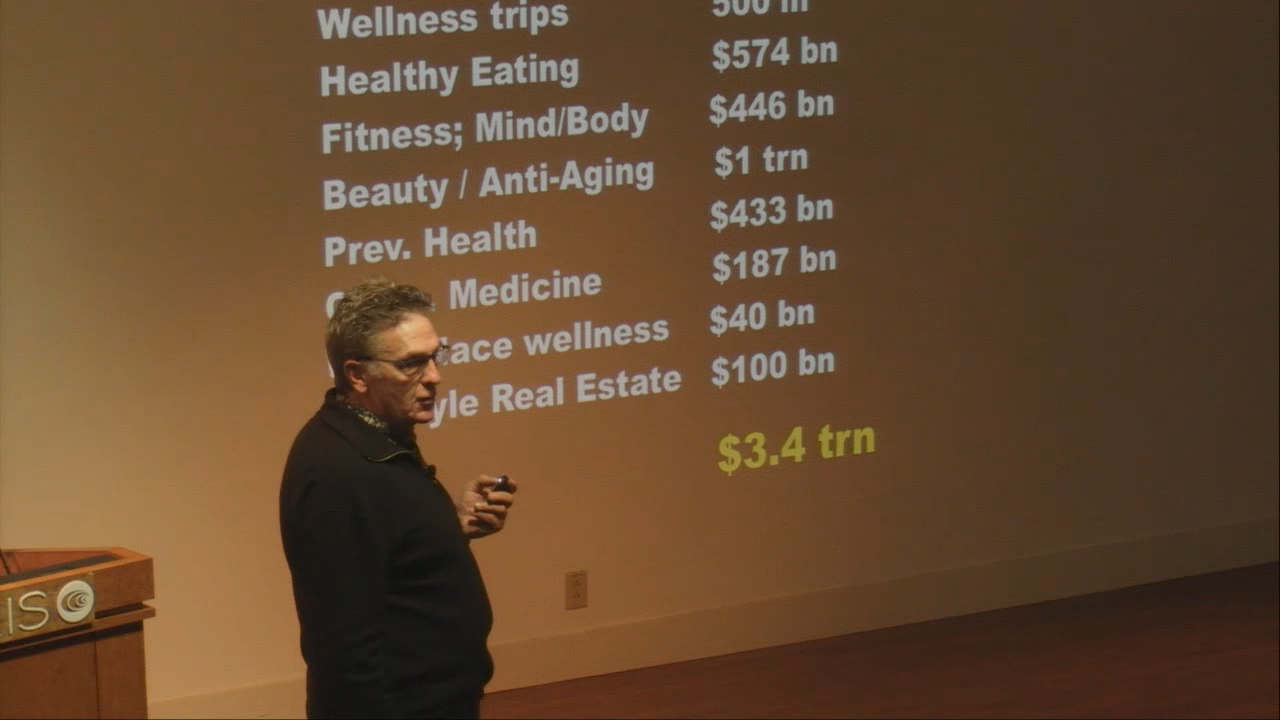 Wellness trips 500 m
Healthy Eating $574 bn
Fitness; Mind/Body $446 bn
Beauty / Anti-Aging $1 trn
Prev. Health $433 bn
Medicine $187 bn
wellness $40 bn
Real Estate $100 bn
$3.4 trn